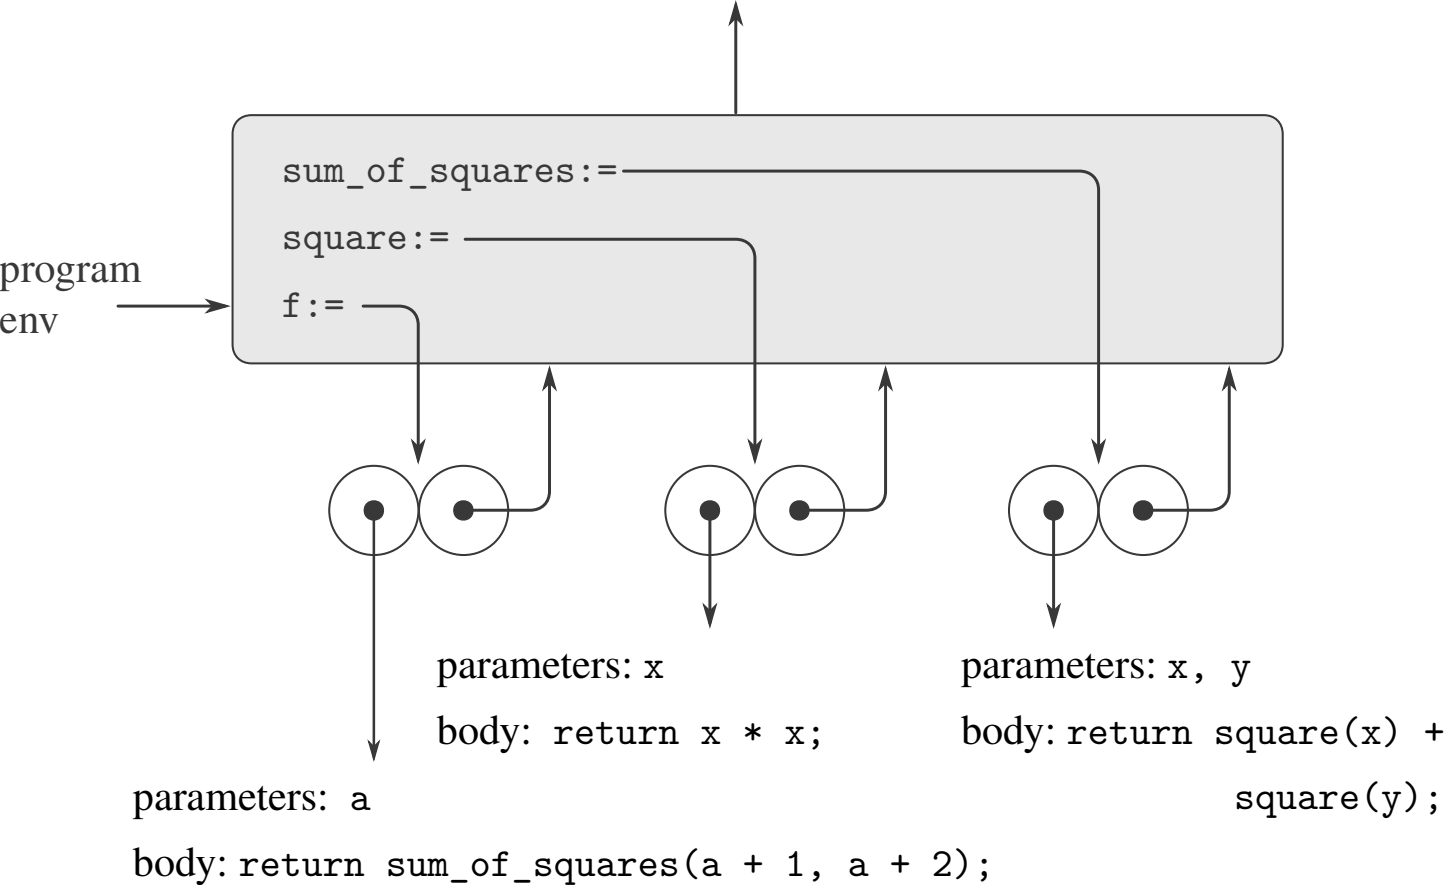 sum_of_squares:=
square:=
program
env
f:=
parameters: x
body: return x * x;
parameters: x, y
body: return square(x) +
square(y);
parameters: a
body: return sum_of_squares(a + 1, a + 2);